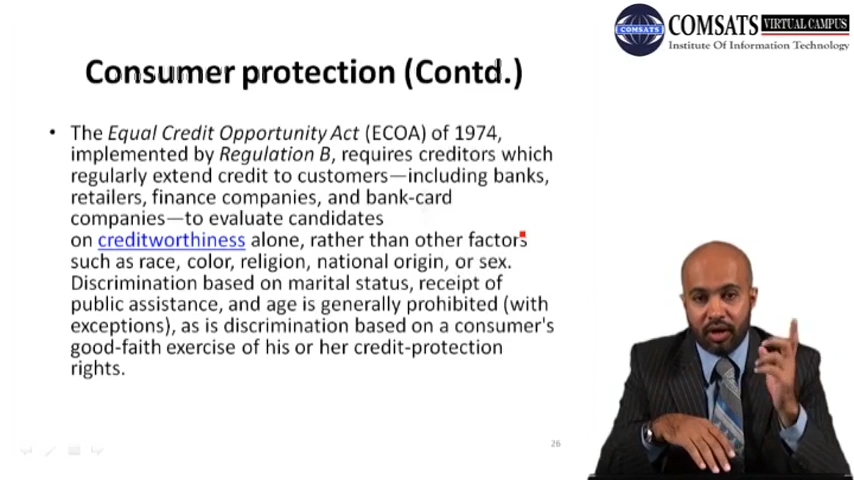 COMSATS VIRTUAL CAMPUS
COMSATS
Institute Of Information Technology
Consumer protection (Contd.)
• The Equal Credit Opportunity Act (ECOA) of 1974,
implemented by Regulation B, requires creditors which
regularly extend credit to customers—including banks,
retailers, finance companies, and bank-card
companies—to evaluate candidates
on creditworthiness alone, rather than other factors
such as race, color, religion, national origin, or sex.
Discrimination based on marital status, receipt of
public assistance, and age is generally prohibited (with
exceptions), as is discrimination based on a consumer's
good-faith exercise of his or her credit-protection
rights.
26